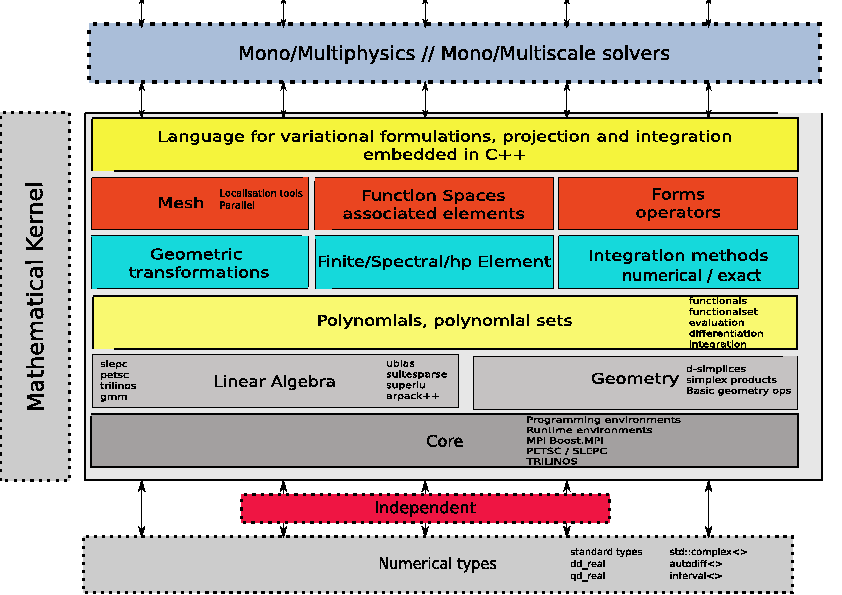 Mono/Multiphysics // Mono/Multiscale solvers
Mathematical Kernel
Language for variational formulations, projection and integration
embedded in C++
Mesh
Localisation tools
Parallel
Function Spaces
associated elements
Forms
operators
Geometric
transformations
Finite/Spectral/hp Element
Integration methods
numerical / exact
Polynomials, polynomial sets
functionals
functionalset
evaluation
differentiation
integration
slepc
petsc
trilinos
gmm
Linear Algebra
ublas
suitesparse
superlu
arpack++
Geometry
d-simplices
simplex products
Basic geometry ops
Core
Programming environments
Runtime environments
MPI Boost.MPI
PETSC / SLEPC
TRILINOS
Independent
Numerical types
standard types
dd_real
qd_real
std::complex<>
autodiff<>
interval<>